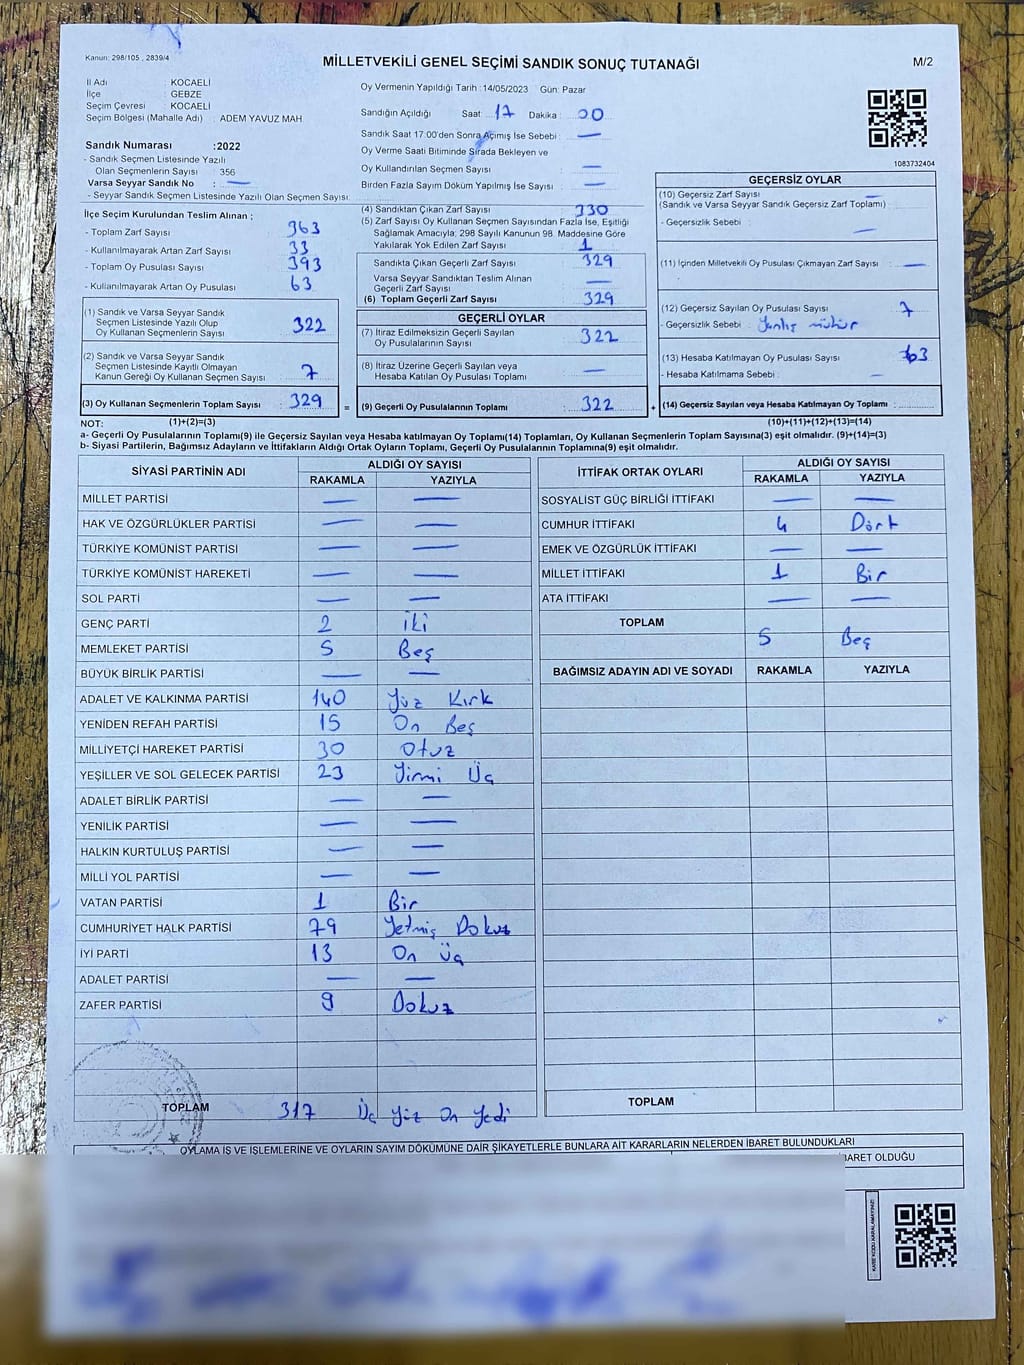 Kanun: 298/105 , 2839/4
MİLLETVEKİLİ GENEL SEÇİMİ SANDIK SONUÇ TUTANAĞI
M/2
İl Adı : KOCAELİ
İlçe : GEBZE
Seçim Çevresi : KOCAELİ
Seçim Bölgesi (Mahalle Adı) : ADEM YAVUZ MAH
Sandık Numarası :2022
- Sandık Seçmen Listesinde Yazılı
Olan Seçmenlerin Sayısı : 356
Varsa Seyyar Sandık No : —
- Seyyar Sandık Seçmen Listesinde Yazılı Olan Seçmen Sayısı:
İlçe Seçim Kurulundan Teslim Alınan ;
- Toplam Zarf Sayısı : 363
- Kullanılmayarak Artan Zarf Sayısı : 33
- Toplam Oy Pusulası Sayısı : 393
- Kullanılmayarak Artan Oy Pusulası : 63
(1) Sandık ve Varsa Seyyar Sandık
Seçmen Listesinde Yazılı Olup
Oy Kullanan Seçmenlerin Sayısı : 322
(2) Sandık ve Varsa Seyyar Sandık
Seçmen Listesinde Kayıtlı Olmayan
Kanun Gereği Oy Kullanan Seçmen Sayısı : 7
(3) Oy Kullanan Seçmenlerin Toplam Sayısı : 329 =
Oy Vermenin Yapıldığı Tarih :14/05/2023 Gün: Pazar
Sandığın Açıldığı Saat : 17 Dakika : 00
Sandık Saat 17:00'den Sonra Açımış İse Sebebi : —
Oy Verme Saati Bitiminde Sırada Bekleyen ve
Oy Kullandırılan Seçmen Sayısı : —
Birden Fazla Sayım Döküm Yapılmış İse Sayısı : —
(4) Sandıktan Çıkan Zarf Sayısı : 330
(5) Zarf Sayısı Oy Kullanan Seçmen Sayısından Fazla İse, Eşitliği
Sağlamak Amacıyla; 298 Sayılı Kanunun 98. Maddesine Göre
Yakılarak Yok Edilen Zarf Sayısı : 1
Sandıkta Çıkan Geçerli Zarf Sayısı : 329
Varsa Seyyar Sandıktan Teslim Alınan
Geçerli Zarf Sayısı : —
(6) Toplam Geçerli Zarf Sayısı : 329
GEÇERLİ OYLAR
(7) İtiraz Edilmeksizin Geçerli Sayılan
Oy Pusulalarının Sayısı : 322
(8) İtiraz Üzerine Geçerli Sayılan veya
Hesaba Katılan Oy Pusulası Toplamı : —
(9) Geçerli Oy Pusulalarının Toplamı : 322 +
1083732404
GEÇERSİZ OYLAR
(10) Geçersiz Zarf Sayısı : —
(Sandık ve Varsa Seyyar Sandık Geçersiz Zarf Toplamı)
- Geçersizlik Sebebi : —
(11) İçinden Milletvekili Oy Pusulası Çıkmayan Zarf Sayısı : —
(12) Geçersiz Sayılan Oy Pusulası Sayısı : 7
- Geçersizlik Sebebi : Yanlış mühür
(13) Hesaba Katılmayan Oy Pusulası Sayısı : 63
- Hesaba Katılmama Sebebi : —
(14) Geçersiz Sayılan veya Hesaba Katılmayan Oy Toplamı :
NOT: (1)+(2)=(3) (10)+(11)+(12)+(13)=(14)
a- Geçerli Oy Pusulalarının Toplamı(9) ile Geçersiz Sayılan veya Hesaba katılmayan Oy Toplamı(14) Toplamları, Oy Kullanan Seçmenlerin Toplam Sayısına(3) eşit olmalıdır. (9)+(14)=(3)
b- Siyasi Partilerin, Bağımsız Adayların ve İttifakların Aldığı Ortak Oyların Toplamı, Geçerli Oy Pusulalarının Toplamına(9) eşit olmalıdır.
SİYASİ PARTİNİN ADI ALDIĞI OY SAYISI
RAKAMLA YAZIYLA
MİLLET PARTİSİ — —
HAK VE ÖZGÜRLÜKLER PARTİSİ — —
TÜRKİYE KOMÜNİST PARTİSİ — —
TÜRKİYE KOMÜNİST HAREKETİ — —
SOL PARTİ — —
GENÇ PARTİ 2 iki
MEMLEKET PARTİSİ 5 Beş
BÜYÜK BİRLİK PARTİSİ — —
ADALET VE KALKINMA PARTİSİ 140 Yüz Kırk
YENİDEN REFAH PARTİSİ 15 On Beş
MİLLİYETÇİ HAREKET PARTİSİ 30 Otuz
YEŞİLLER VE SOL GELECEK PARTİSİ 23 Yirmi Üç
ADALET BİRLİK PARTİSİ — —
YENİLİK PARTİSİ — —
HALKIN KURTULUŞ PARTİSİ — —
MİLLİ YOL PARTİSİ — —
VATAN PARTİSİ 1 Bir
CUMHURİYET HALK PARTİSİ 79 Yetmiş Dokuz
İYİ PARTİ 13 On Üç
ADALET PARTİSİ — —
ZAFER PARTİSİ 9 Dokuz
TOPLAM 317 Üç Yüz On Yedi
İTTİFAK ORTAK OYLARI ALDIĞI OY SAYISI
RAKAMLA YAZIYLA
SOSYALİST GÜÇ BİRLİĞİ İTTİFAKI — —
CUMHUR İTTİFAKI 4 Dört
EMEK VE ÖZGÜRLÜK İTTİFAKI — —
MİLLET İTTİFAKI 1 Bir
ATA İTTİFAKI — —
TOPLAM 5 Beş
BAĞIMSIZ ADAYIN ADI VE SOYADI RAKAMLA YAZIYLA
TOPLAM
OYLAMA İŞ VE İŞLEMLERİNE VE OYLARIN SAYIM DÖKÜMÜNE DAİR ŞİKAYETLERLE BUNLARA AİT KARARLARIN NELERDEN İBARET BULUNDUKLARI
İBARET OLDUĞU
KARE KODU KARALAMAYINIZ!